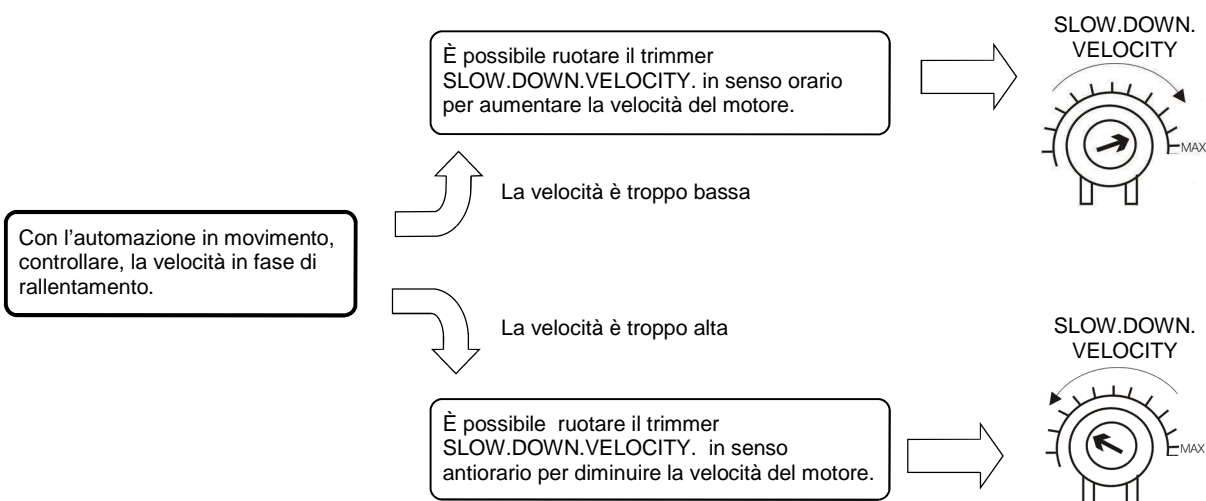 SLOW.DOWN.
VELOCITY
È possibile ruotare il trimmer
SLOW.DOWN.VELOCITY. in senso orario
per aumentare la velocità del motore.
MAX
La velocità è troppo bassa
Con l'automazione in movimento,
controllare, la velocità in fase di
rallentamento.
La velocità è troppo alta
SLOW.DOWN.
VELOCITY
È possibile  ruotare il trimmer
SLOW.DOWN.VELOCITY.  in senso
antiorario per diminuire la velocità del motore.
MAX